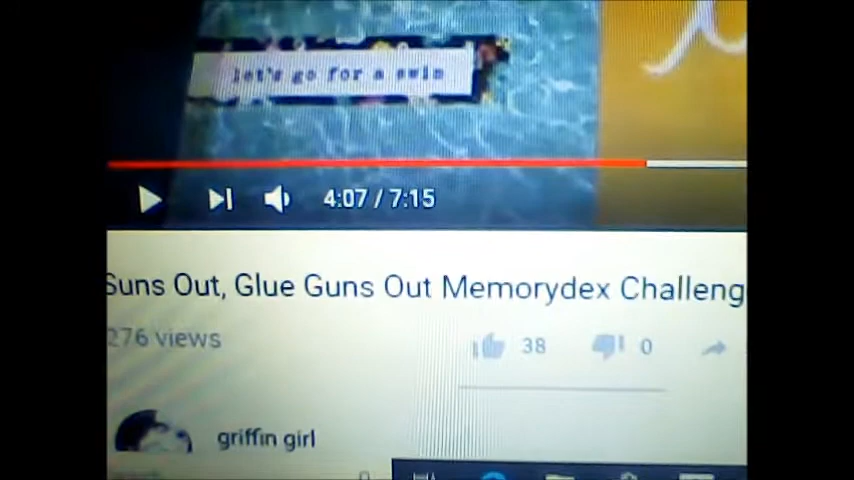 let's go for a swim
4:07 / 7:15
Suns Out, Glue Guns Out Memorydex Challeng
276 views
38
0
griffin girl